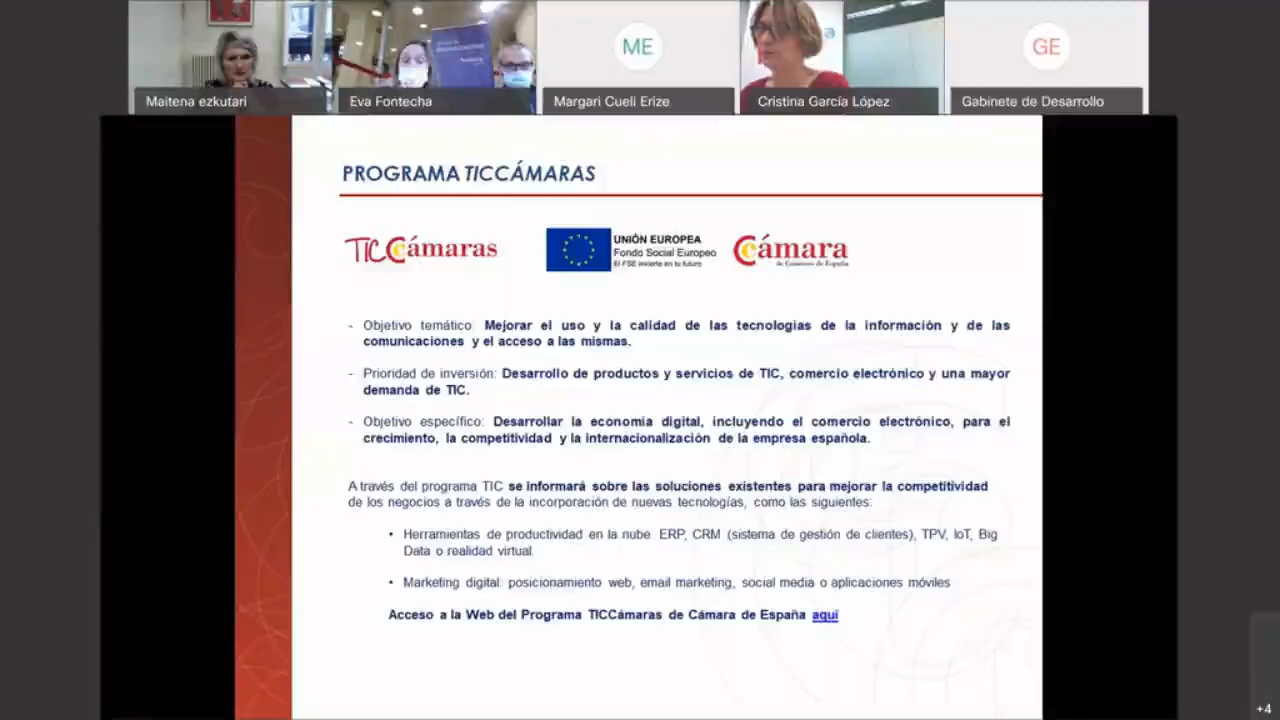 ME
GE
Maitena ezkutari
Eva Fontecha
Margari Cueli Erize
Cristina García López
Gabinete de Desarrollo
PROGRAMA TICCÁMARAS
TICCámaras
UNIÓN EUROPEA
Fondo Social Europeo
El FSE invierte en tu futuro
Cámara
de Comercio de España
- Objetivo temático: Mejorar el uso y la calidad de las tecnologías de la información y de las
comunicaciones y el acceso a las mismas.
- Prioridad de inversión: Desarrollo de productos y servicios de TIC, comercio electrónico y una mayor
demanda de TIC.
- Objetivo específico: Desarrollar la economía digital, incluyendo el comercio electrónico, para el
crecimiento, la competitividad y la internacionalización de la empresa española.
A través del programa TIC se informará sobre las soluciones existentes para mejorar la competitividad
de los negocios a través de la incorporación de nuevas tecnologías, como las siguientes:
• Herramientas de productividad en la nube: ERP, CRM (sistema de gestión de clientes), TPV, IoT, Big
Data o realidad virtual.
• Marketing digital: posicionamiento web, email marketing, social media o aplicaciones móviles
Acceso a la Web del Programa TICCámaras de Cámara de España aquí
+4